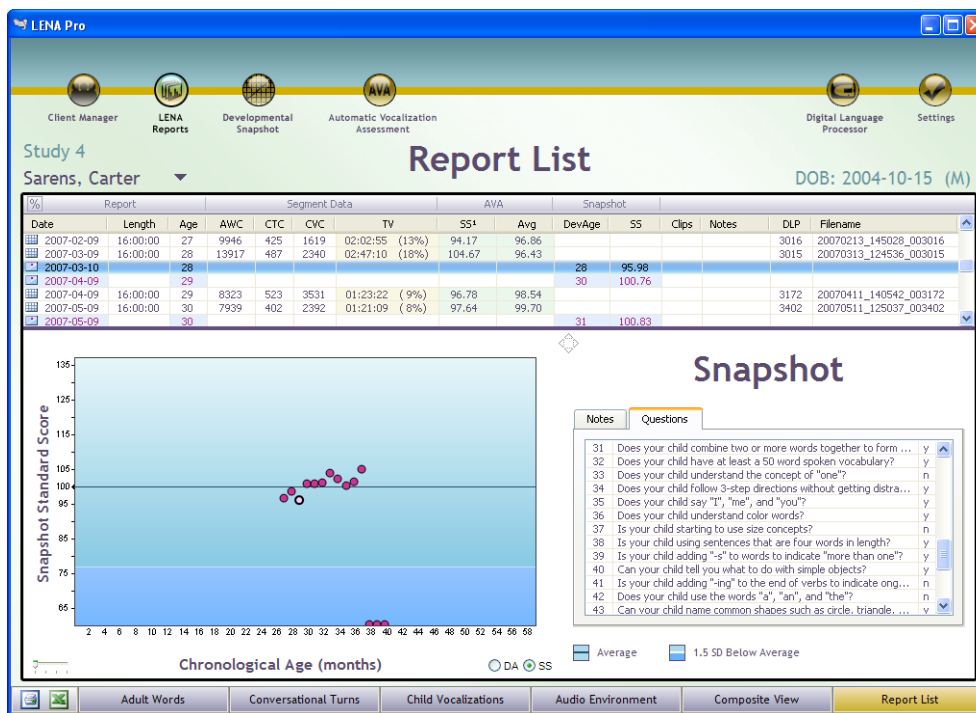 LENA Pro
AVA
Client Manager
LENA Reports
Developmental Snapshot
Automatic Vocalization Assessment
Digital Language Processor
Settings
Study 4
Report List
Sarens, Carter
DOB: 2004-10-15 (M)
% Report Segment Data AVA Snapshot
Date Length Age AWC CTC CVC TV SS¹ Avg DevAge SS Clips Notes DLP Filename
2007-02-09 16:00:00 27 9946 425 1619 02:02:55 (13%) 94.17 96.86 3016 20070213_145028_003016
2007-03-09 16:00:00 28 13917 487 2340 02:47:10 (18%) 104.67 96.43 3015 20070313_124536_003015
2007-03-10 28 28 95.98
2007-04-09 29 30 100.76
2007-04-09 16:00:00 29 8323 523 3531 01:23:22 ( 9%) 96.78 98.54 3172 20070411_140542_003172
2007-05-09 16:00:00 30 7939 402 2392 01:21:09 ( 8%) 97.64 99.70 3402 20070511_125037_003402
2007-05-09 30 31 100.83
Snapshot
Notes Questions
31 Does your child combine two or more words together to form ... y
32 Does your child have at least a 50 word spoken vocabulary? y
33 Does your child understand the concept of "one"? n
34 Does your child follow 3-step directions without getting distra... y
35 Does your child say "I", "me", and "you"? y
36 Does your child understand color words? y
37 Is your child starting to use size concepts? n
38 Is your child using sentences that are four words in length? y
39 Is your child adding "-s" to words to indicate "more than one"? y
40 Can your child tell you what to do with simple objects? y
41 Is your child adding "-ing" to the end of verbs to indicate ong... n
42 Does your child use the words "a", "an", and "the"? n
43 Can your child name common shapes such as circle, triangle, ... y
Average
1.5 SD Below Average
Snapshot Standard Score
135
125
115
105
100
95
85
75
65
2 4 6 8 10 12 14 16 18 20 22 24 26 28 30 32 34 36 38 40 42 44 46 48 50 52 54 56 58
Chronological Age (months)
DA SS
Adult Words
Conversational Turns
Child Vocalizations
Audio Environment
Composite View
Report List